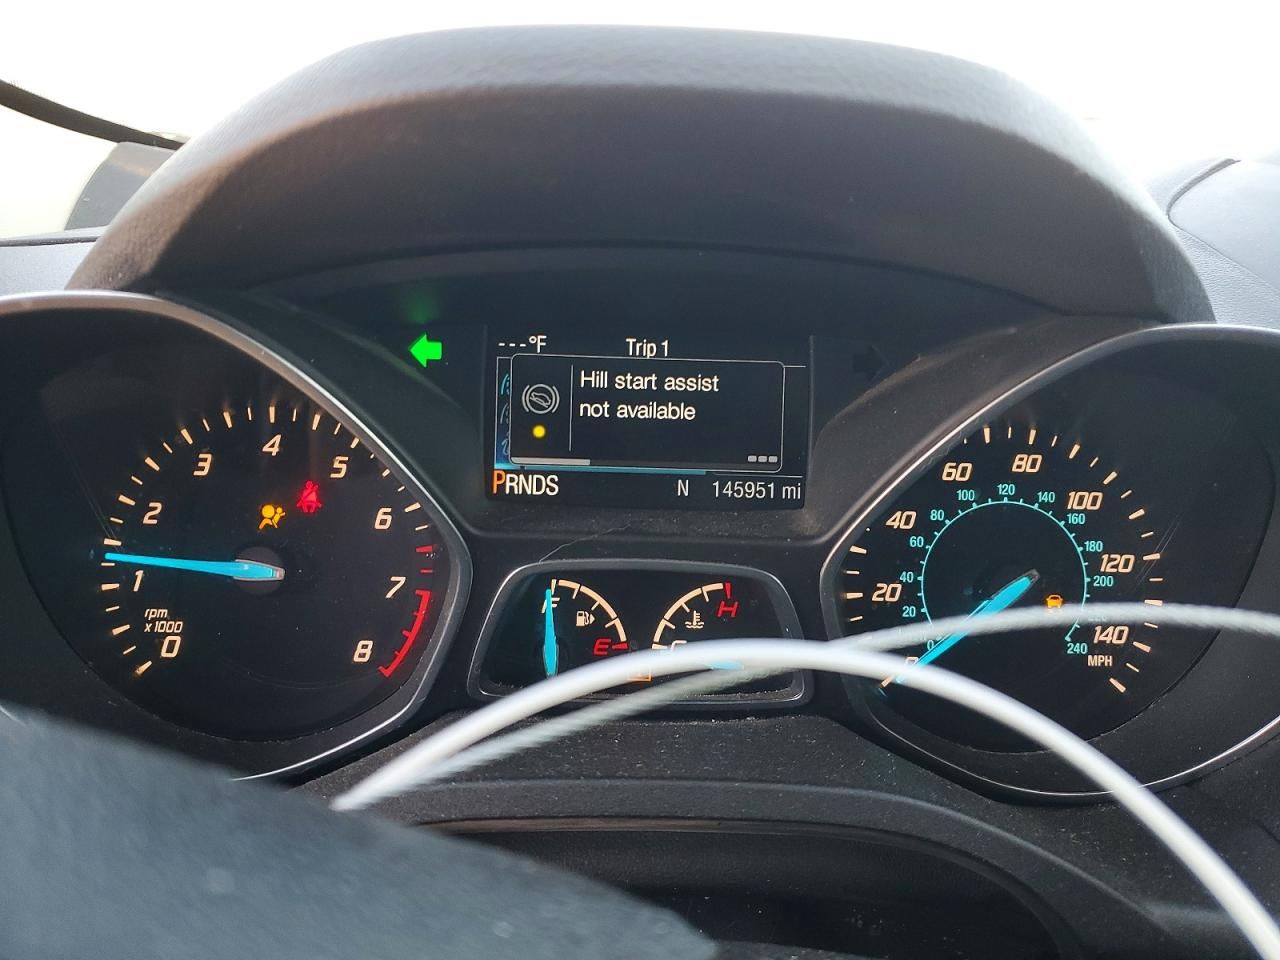 ---°F Trip 1
Hill start assist
not available
PRNDS N 145951 mi
0 1 2 3 4 5 6 7 8
rpm
x1000
F E
H
0 20 40 60 80 100 120 140
0 20 40 60 80 100 120 140 160 180 200 240
MPH